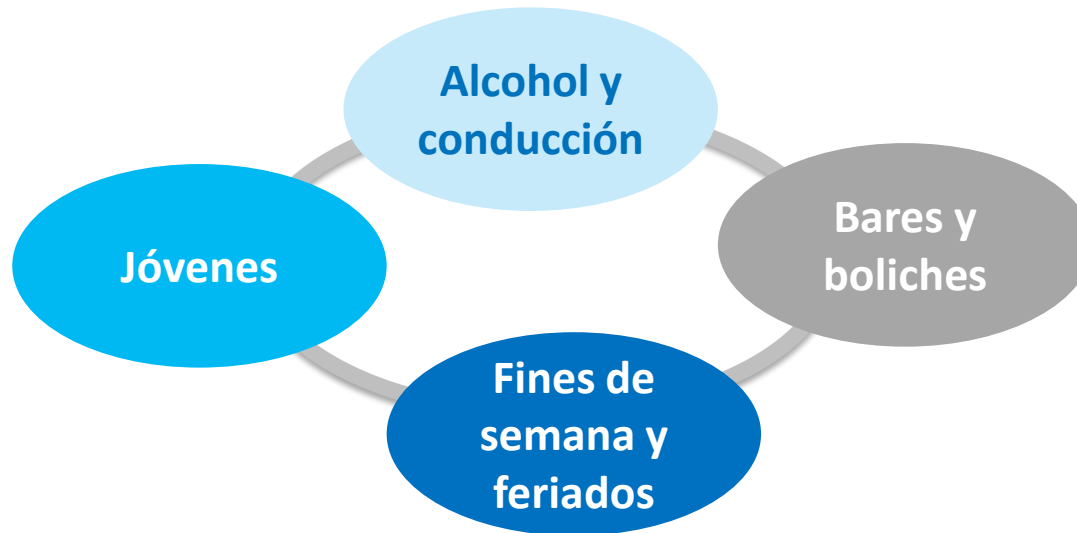 Alcohol y
conducción
Jóvenes
Bares y
boliches
Fines de
semana y
feriados